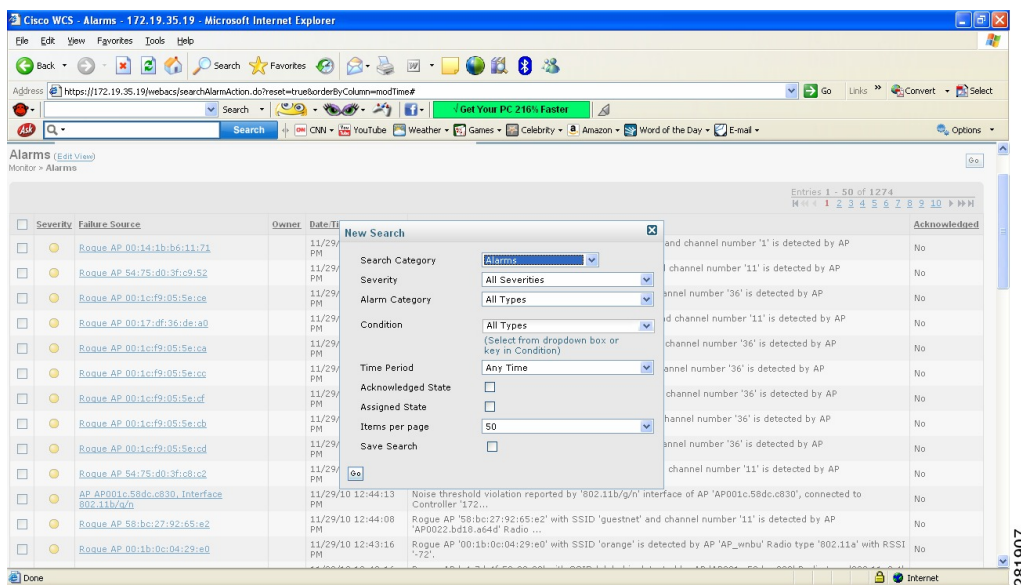 Cisco WCS - Alarms - 172.19.35.19 - Microsoft Internet Explorer
File Edit View Favorites Tools Help
Back Search Favorites
Address https://172.19.35.19/webacs/searchAlarmAction.do?reset=true&orderByColumn=modTime# Go Links » Convert Select
Search √ Get Your PC 216% Faster
Ask Search CNN YouTube Weather Games Celebrity Amazon Word of the Day E-mail Options
Alarms (Edit View)
Monitor > Alarms
Go
Entries 1 - 50 of 1274
1 2 3 4 5 6 7 8 9 10
Severity Failure Source Owner Date/Ti Acknowledged
New Search
Search Category Alarms
Severity All Severities
Alarm Category All Types
Condition All Types
(Select from dropdown box or
key in Condition)
Time Period Any Time
Acknowledged State
Assigned State
Items per page 50
Save Search
Go
Rogue AP 00:14:1b:b6:11:71 11/29/ PM and channel number '1' is detected by AP No
Rogue AP 54:75:d0:3f:c9:52 11/29/ PM channel number '11' is detected by AP No
Rogue AP 00:1c:f9:05:5e:ce 11/29/ PM annel number '36' is detected by AP No
Rogue AP 00:17:df:36:de:a0 11/29/ PM d channel number '11' is detected by AP No
Rogue AP 00:1c:f9:05:5e:ca 11/29/ PM channel number '36' is detected by AP No
Rogue AP 00:1c:f9:05:5e:cc 11/29/ PM annel number '36' is detected by AP No
Rogue AP 00:1c:f9:05:5e:cf 11/29/ PM channel number '36' is detected by AP No
Rogue AP 00:1c:f9:05:5e:cb 11/29/ PM hannel number '36' is detected by AP No
Rogue AP 00:1c:f9:05:5e:cd 11/29/ PM annel number '36' is detected by AP No
Rogue AP 54:75:d0:3f:c8:c2 11/29/ PM channel number '11' is detected by AP No
AP AP001c.58dc.c830, Interface 11/29/10 12:44:13 Noise threshold violation reported by '802.11b/g/n' interface of AP 'AP001c.58dc.c830', connected to No
802.11b/g/n PM Controller '172...
Rogue AP 58:bc:27:92:65:e2 11/29/10 12:44:08 Rogue AP '58:bc:27:92:65:e2' with SSID 'guestnet' and channel number '11' is detected by AP No
PM 'AP0022.bd18.a64d' Radio ...
Rogue AP 00:1b:0c:04:29:e0 11/29/10 12:43:16 Rogue AP '00:1b:0c:04:29:e0' with SSID 'orange' is detected by AP 'AP_wnbu' Radio type '802.11a' with RSSI No
PM '-72'.
Done Internet